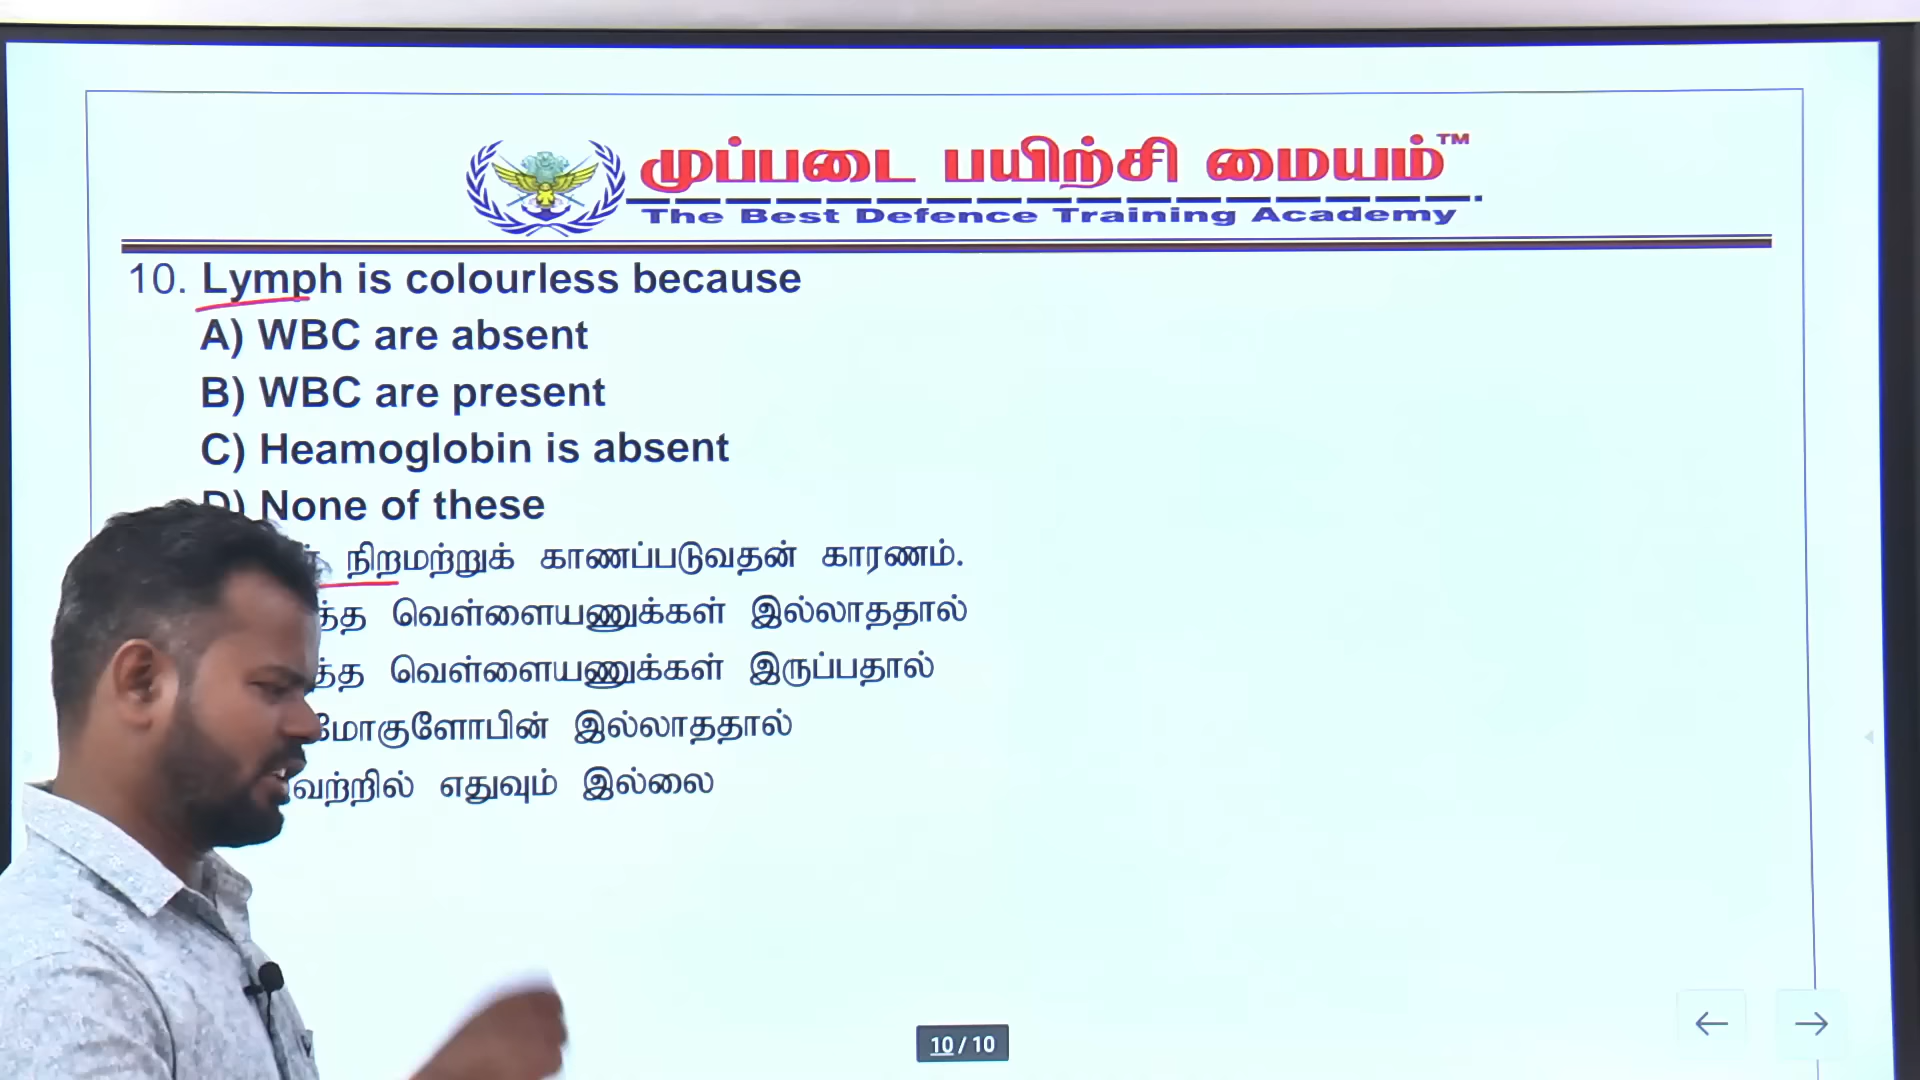 முப்படை பயிற்சி மையம்™
The Best Defence Training Academy
10. Lymph is colourless because
A) WBC are absent
B) WBC are present
C) Heamoglobin is absent
D) None of these
நிறமற்றுக் காணப்படுவதன் காரணம்.
வெள்ளையணுக்கள் இல்லாததால்
வெள்ளையணுக்கள் இருப்பதால்
இல்லாததால்
எதுவும் இல்லை
10 / 10